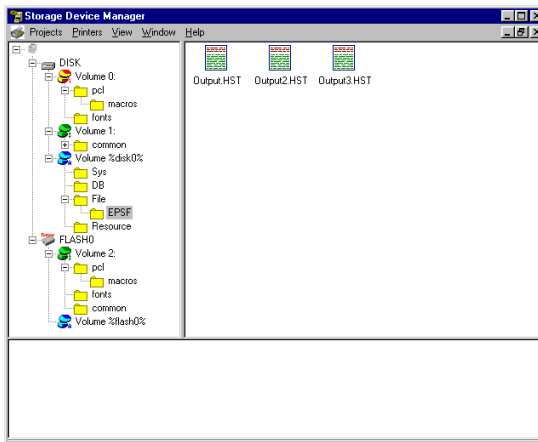 Storage Device Manager
Projects Printers View Window Help
DISK
Volume 0:
pcl
macros
fonts
Volume 1:
common
Volume %disk0%
Sys
DB
File
EPSF
Resource
FLASH0
Volume 2:
pcl
macros
fonts
common
Volume %flash0%
Output.HST Output2.HST Output3.HST